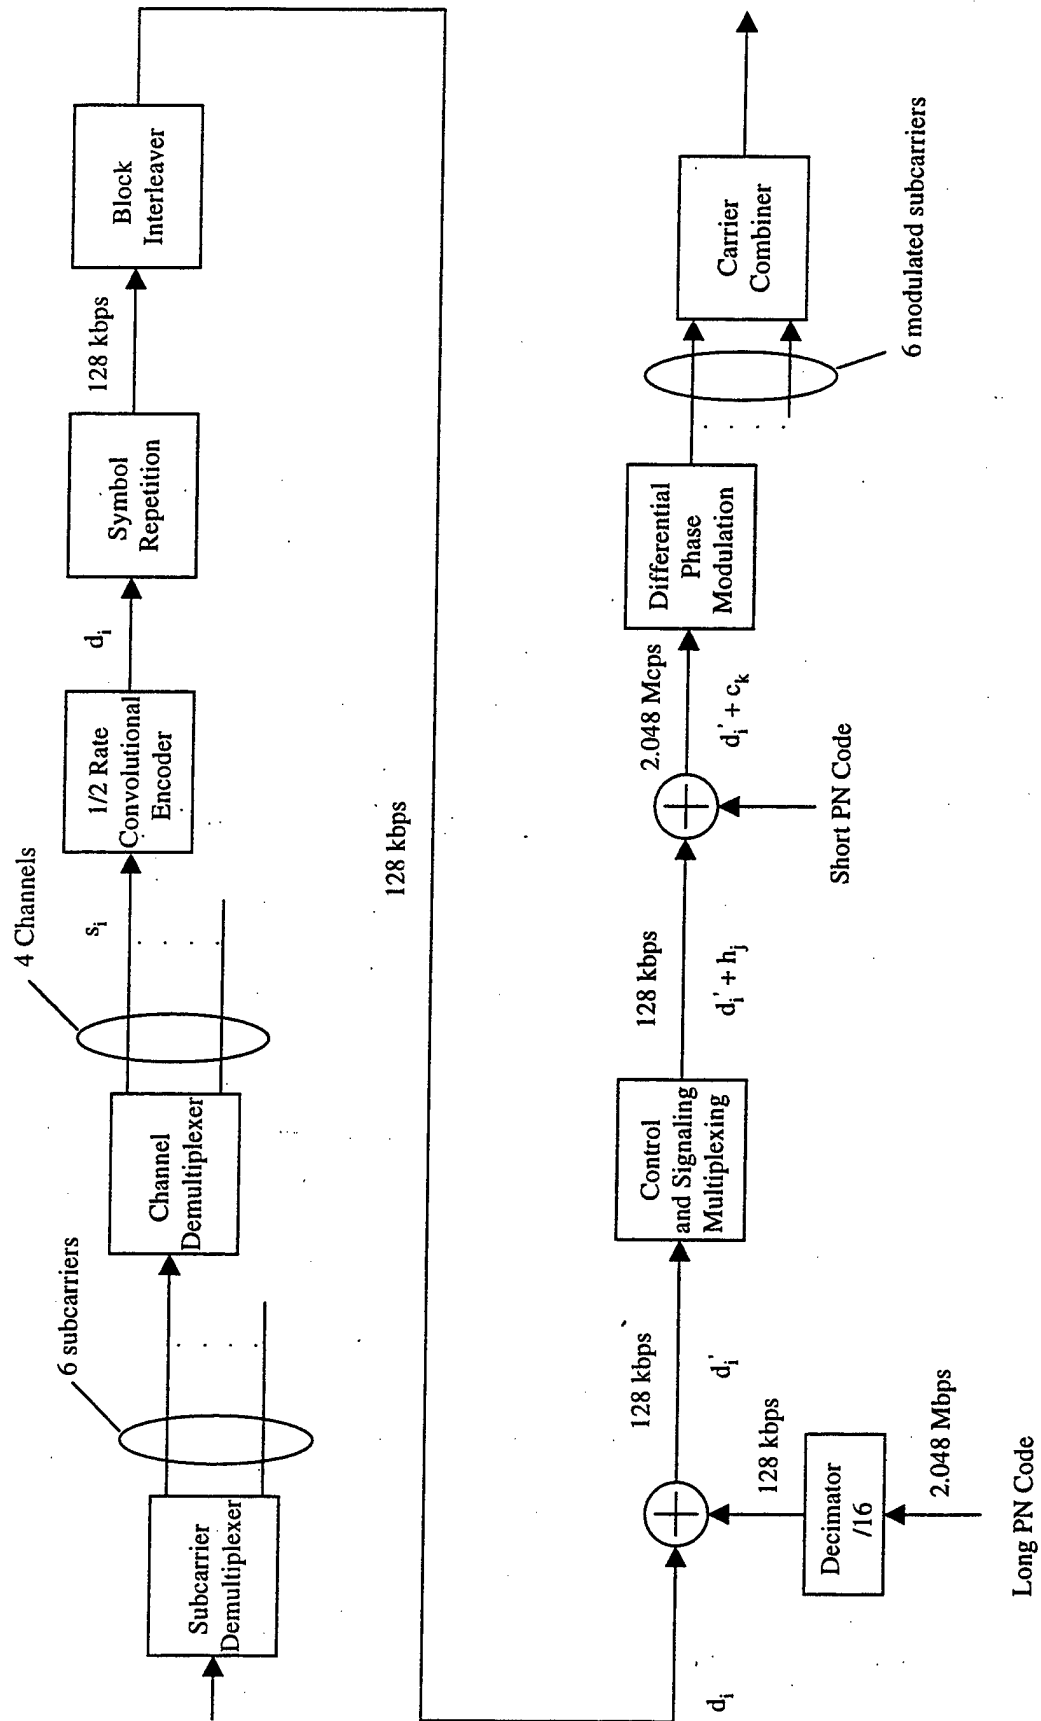 6 subcarriers
4 Channels
Subcarrier
Demultiplexer
Channel
Demultiplexer
s_i
1/2 Rate
Convolutional
Encoder
d_i
Symbol
Repetition
128 kbps
Block
Interleaver
128 kbps
d_i
Long PN Code
2.048 Mbps
Decimator
/16
128 kbps
128 kbps
d_i'
Control
and Signaling
Multiplexing
128 kbps
d_i' + h_j
Short PN Code
2.048 Mcps
d_i' + c_k
Differential
Phase
Modulation
6 modulated subcarriers
Carrier
Combiner